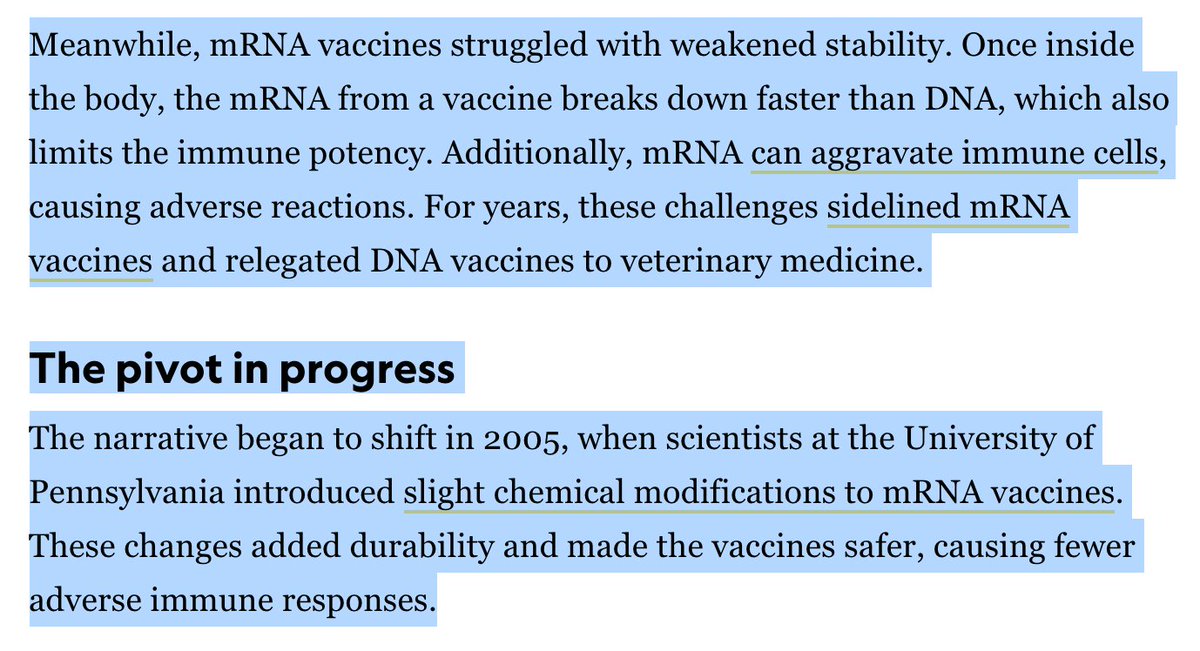 Meanwhile, mRNA vaccines struggled with weakened stability. Once inside
the body, the mRNA from a vaccine breaks down faster than DNA, which also
limits the immune potency. Additionally, mRNA can aggravate immune cells,
causing adverse reactions. For years, these challenges sidelined mRNA
vaccines and relegated DNA vaccines to veterinary medicine.
The pivot in progress
The narrative began to shift in 2005, when scientists at the University of
Pennsylvania introduced slight chemical modifications to mRNA vaccines.
These changes added durability and made the vaccines safer, causing fewer
adverse immune responses.